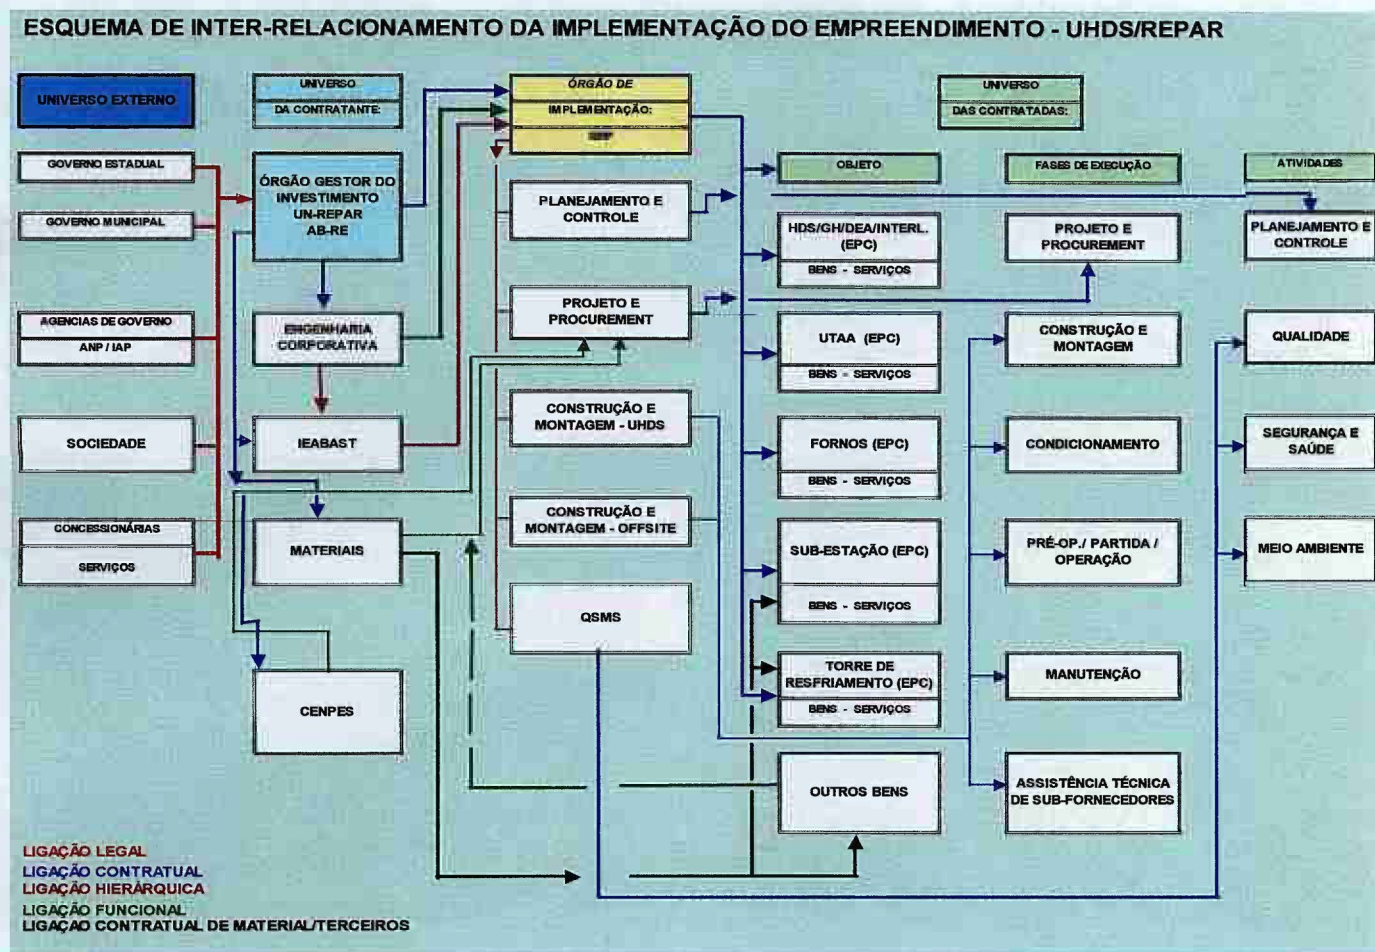 ESQUEMA DE INTER-RELACIONAMENTO DA IMPLEMENTAÇÃO DO EMPREENDIMENTO - UHDS/REPAR
UNIVERSO EXTERNO
GOVERNO ESTADUAL
GOVERNO MUNICIPAL
AGENCIAS DE GOVERNO
ANP / IAP
SOCIEDADE
CONCESSIONÁRIAS
SERVIÇOS
UNIVERSO
DA CONTRATANTE:
ÓRGÃO GESTOR DO
INVESTIMENTO
UN-REPAR
AB-RE
ENGENHARIA
CORPORATIVA
IEABAST
MATERIAIS
CENPES
ÓRGÃO DE
IMPLEMENTAÇÃO:
PLANEJAMENTO E
CONTROLE
PROJETO E
PROCUREMENT
CONSTRUÇÃO E
MONTAGEM - UHDS
CONSTRUÇÃO E
MONTAGEM - OFFSITE
QSMS
UNIVERSO
DAS CONTRATADAS:
OBJETO
HDS/GH/DEA/INTERL.
(EPC)
BENS - SERVIÇOS
UTAA (EPC)
BENS - SERVIÇOS
FORNOS (EPC)
BENS - SERVIÇOS
SUB-ESTAÇÃO (EPC)
BENS - SERVIÇOS
TORRE DE
RESFRIAMENTO (EPC)
BENS - SERVIÇOS
OUTROS BENS
FASES DE EXECUÇÃO
PROJETO E
PROCUREMENT
CONSTRUÇÃO E
MONTAGEM
CONDICIONAMENTO
PRÉ-OP./ PARTIDA /
OPERAÇÃO
MANUTENÇÃO
ASSISTÊNCIA TÉCNICA
DE SUB-FORNECEDORES
ATIVIDADES
PLANEJAMENTO E
CONTROLE
QUALIDADE
SEGURANÇA E
SAÚDE
MEIO AMBIENTE
LIGAÇÃO LEGAL
LIGAÇÃO CONTRATUAL
LIGAÇÃO HIERÁRQUICA
LIGAÇÃO FUNCIONAL
LIGAÇÃO CONTRATUAL DE MATERIAL/TERCEIROS